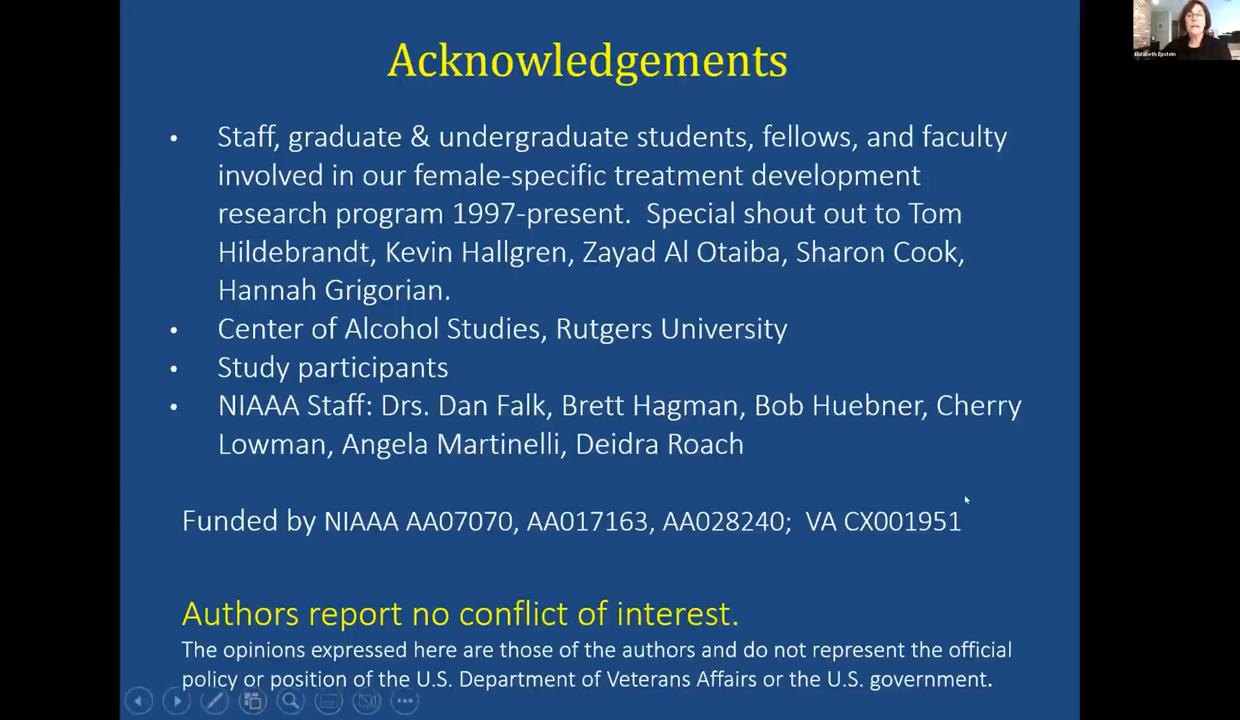 Acknowledgements
• Staff, graduate & undergraduate students, fellows, and faculty
involved in our female-specific treatment development
research program 1997-present.  Special shout out to Tom
Hildebrandt, Kevin Hallgren, Zayad Al Otaiba, Sharon Cook,
Hannah Grigorian.
• Center of Alcohol Studies, Rutgers University
• Study participants
• NIAAA Staff: Drs. Dan Falk, Brett Hagman, Bob Huebner, Cherry
Lowman, Angela Martinelli, Deidra Roach
Funded by NIAAA AA07070, AA017163, AA028240;  VA CX001951
Authors report no conflict of interest.
The opinions expressed here are those of the authors and do not represent the official
policy or position of the U.S. Department of Veterans Affairs or the U.S. government.
Elizabeth Epstein